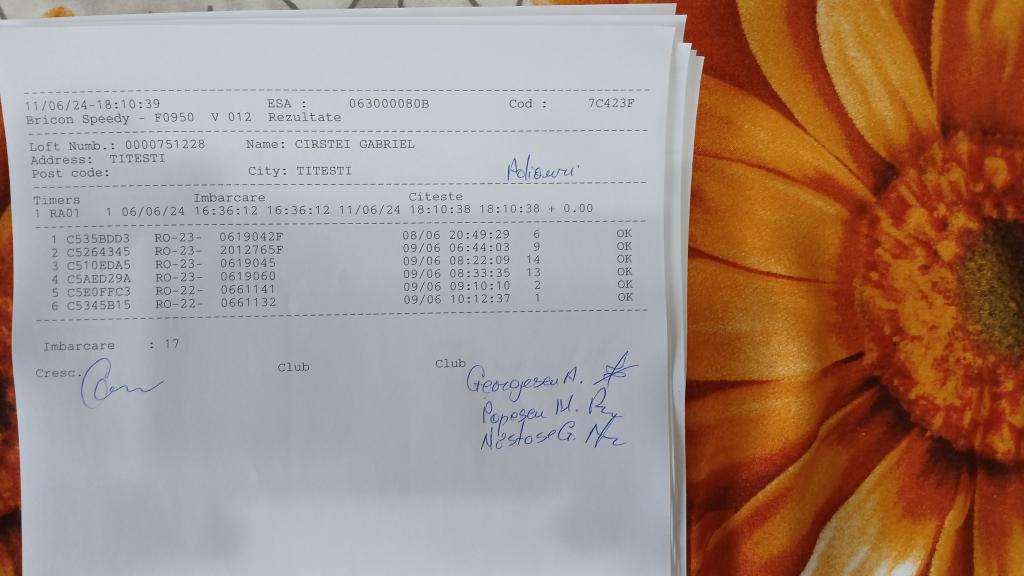 11/06/24-18:10:39 ESA : 063000080B Cod : 7C423F
Bricon Speedy - F0950 V 012 Rezultate
Loft Numb.: 0000751228 Name: CIRSTEI GABRIEL
Address: TITESTI
Post code: City: TITESTI
Timers Imbarcare Citeste
1 RA01 1 06/06/24 16:36:12 16:36:12 11/06/24 18:10:38 18:10:38 + 0.00
1 C535BDD3 RO-23- 0619042F 08/06 20:49:29 6 OK
2 C5264345 RO-23- 2012765F 09/06 06:44:03 9 OK
3 C510EDA5 RO-23- 0619045 09/06 08:22:09 14 OK
4 C5AED29A RO-23- 0619060 09/06 08:33:35 13 OK
5 C5E0FFC3 RO-22- 0661141 09/06 09:10:10 2 OK
6 C5345B15 RO-22- 0661132 09/06 10:12:37 1 OK
Imbarcare : 17
Cresc. Club Club
Georgescu A.
Popescu M.